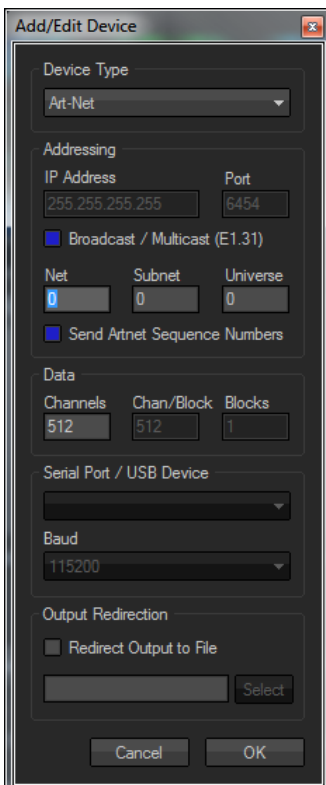 Add/Edit Device
Device Type
Art-Net
Addressing
IP Address Port
255.255.255.255 6454
Broadcast / Multicast (E1.31)
Net Subnet Universe
0 0 0
Send Artnet Sequence Numbers
Data
Channels Chan/Block Blocks
512 512 1
Serial Port / USB Device
Baud
115200
Output Redirection
Redirect Output to File
Select
Cancel OK